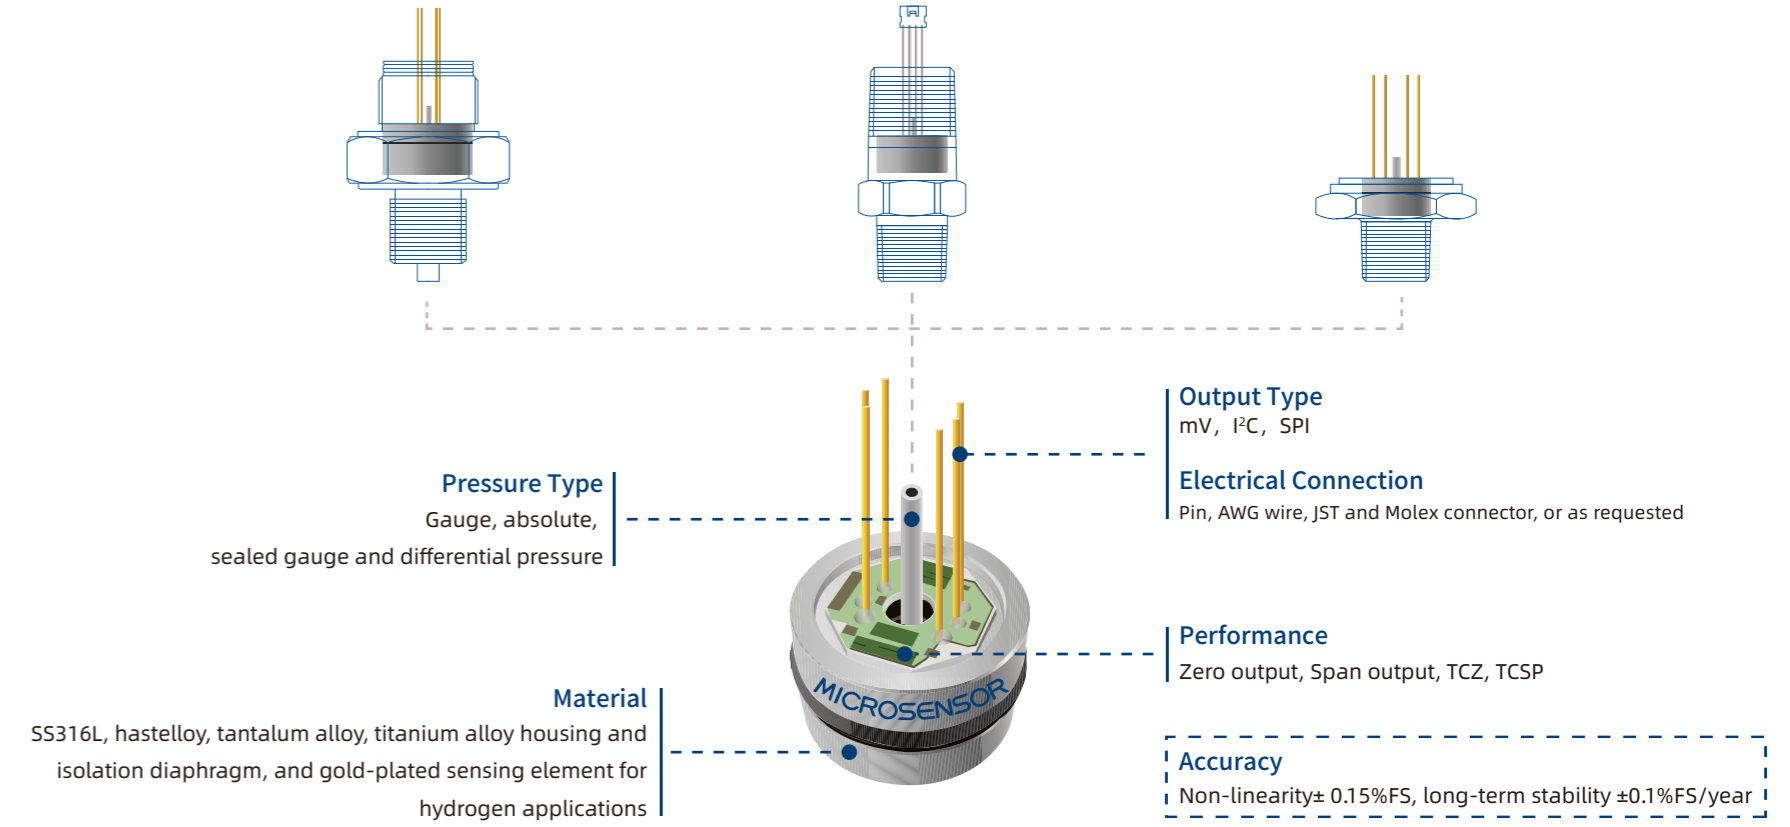 Output Type
mV, I²C, SPI
Electrical Connection
Pin, AWG wire, JST and Molex connector, or as requested
Pressure Type
Gauge, absolute,
sealed gauge and differential pressure
Performance
Zero output, Span output, TCZ, TCSP
MICROSENSOR
Material
SS316L, hastelloy, tantalum alloy, titanium alloy housing and
isolation diaphragm, and gold-plated sensing element for
hydrogen applications
Accuracy
Non-linearity± 0.15%FS, long-term stability ±0.1%FS/year